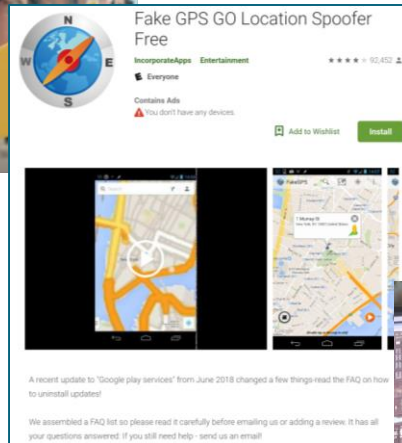 N
W E
S
Fake GPS GO Location Spoofer
Free
IncorporateApps Entertainment 92,452
Everyone
Contains Ads
You don't have any devices.
Add to Wishlist Install
FakeGPS
A recent update to "Google play services" from June 2018 changed a few things-read the FAQ on how
to uninstall updates!
We assembled a FAQ list so please read it carefully before emailing us or adding a review. It has all
your questions answered. If you still need help - send us an email!